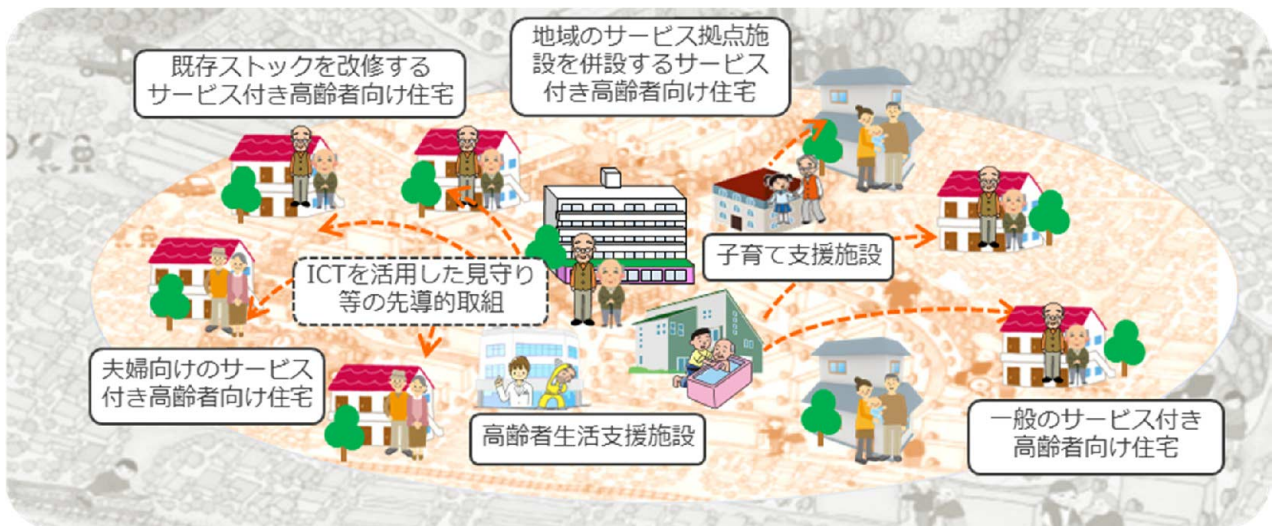 既存ストックを改修する
サービス付き高齢者向け住宅
地域のサービス拠点施
設を併設するサービス
付き高齢者向け住宅
子育て支援施設
ICTを活用した見守り
等の先導的取組
夫婦向けのサービス
付き高齢者向け住宅
高齢者生活支援施設
一般のサービス付き
高齢者向け住宅